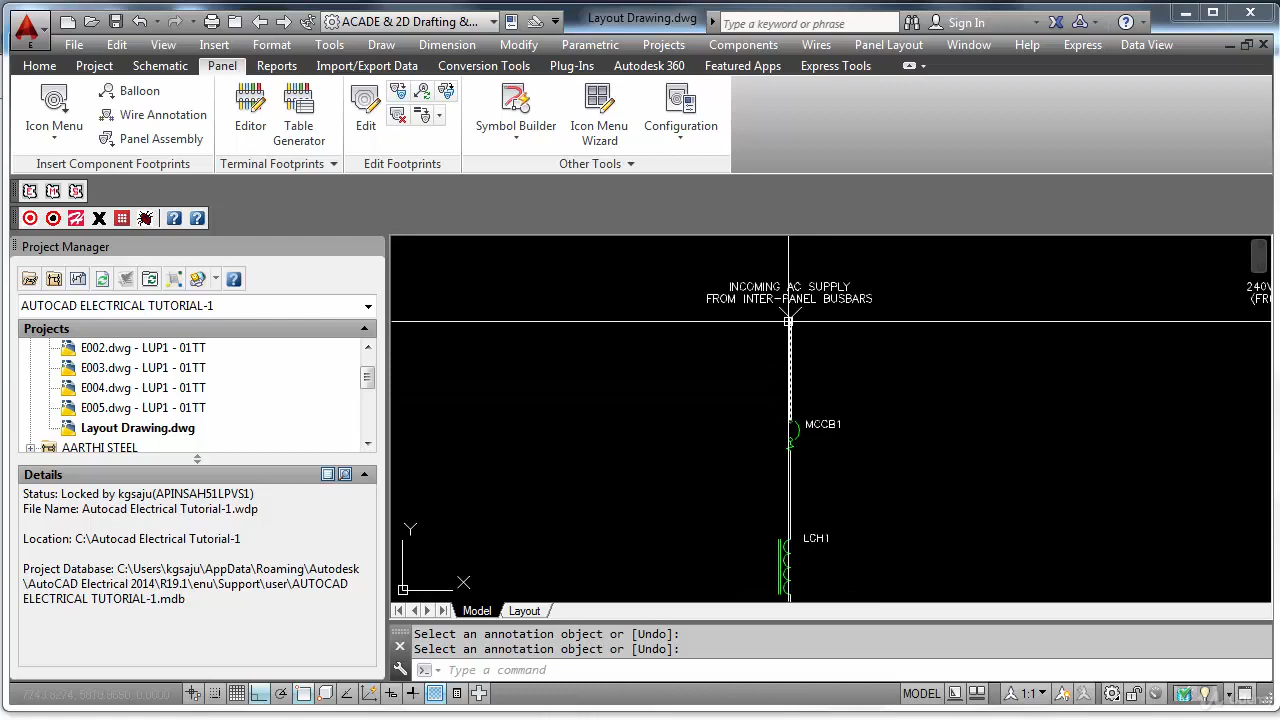 ACADE & 2D Drafting &...
Layout Drawing.dwg
Type a keyword or phrase
Sign In
E
File Edit View Insert Format Tools Draw Dimension Modify Parametric Projects Components Wires Panel Layout Window Help Express Data View
Home Project Schematic Panel Reports Import/Export Data Conversion Tools Plug-Ins Autodesk 360 Featured Apps Express Tools
Icon Menu
Balloon
Wire Annotation
Panel Assembly
Insert Component Footprints
Editor
Table Generator
Terminal Footprints
Edit
Edit Footprints
Symbol Builder
Icon Menu Wizard
Configuration
Other Tools
Project Manager
AUTOCAD ELECTRICAL TUTORIAL-1
Projects
E002.dwg - LUP1 - 01TT
E003.dwg - LUP1 - 01TT
E004.dwg - LUP1 - 01TT
E005.dwg - LUP1 - 01TT
Layout Drawing.dwg
AARTHI STEEL
Details
Status: Locked by kgsaju(APINSAH51LPVS1)
File Name: Autocad Electrical Tutorial-1.wdp
Location: C:\Autocad Electrical Tutorial-1
Project Database: C:\Users\kgsaju\AppData\Roaming\Autodesk
\AutoCAD Electrical 2014\R19.1\enu\Support\user\AUTOCAD
ELECTRICAL TUTORIAL-1.mdb
INCOMING AC SUPPLY
FROM INTER-PANEL BUSBARS
240V
(FRO
MCCB1
LCH1
Y
X
Model Layout
Select an annotation object or [Undo]:
Select an annotation object or [Undo]:
Type a command
MODEL
1:1